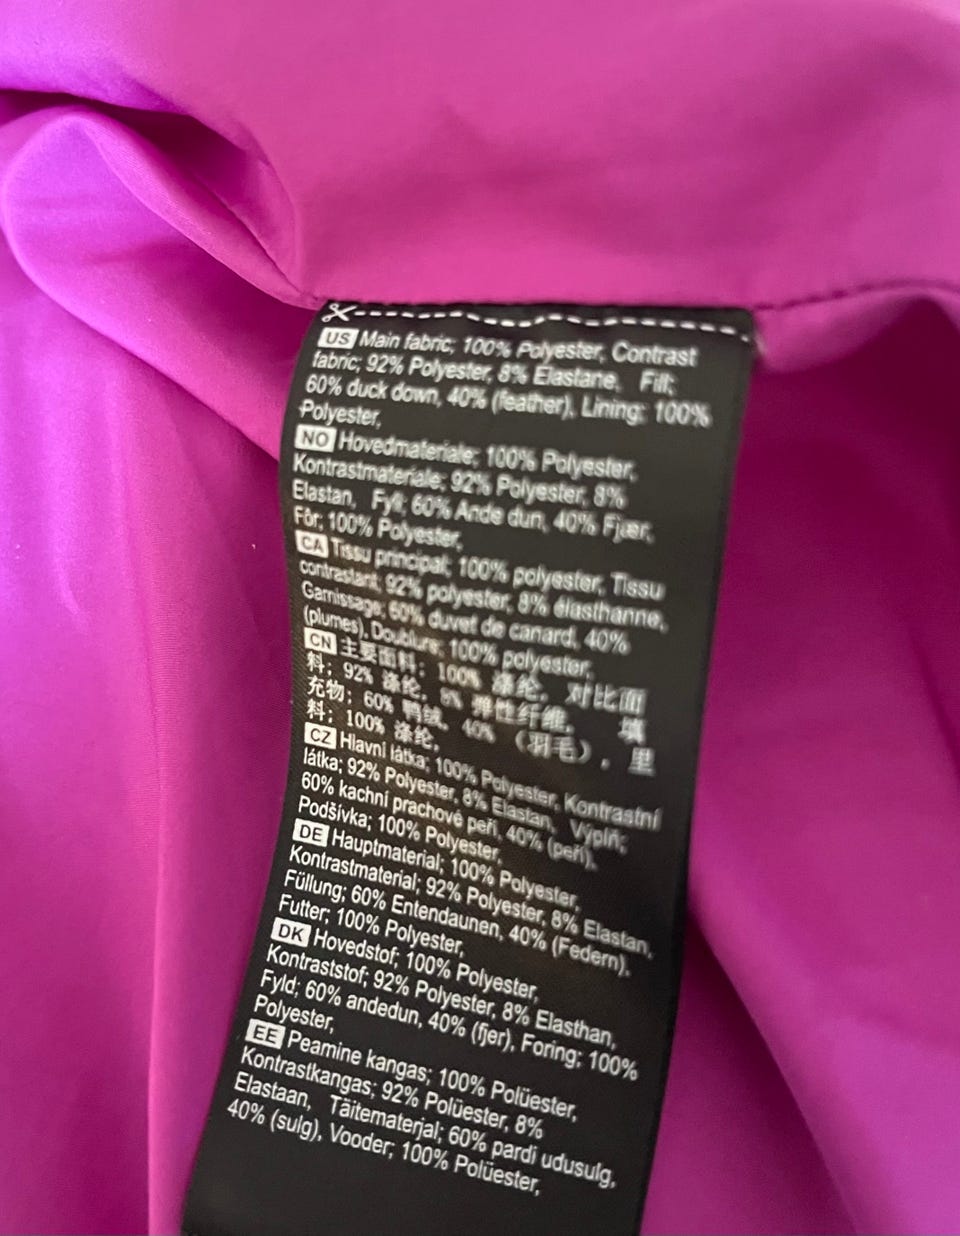 US Main fabric; 100% Polyester, Contrast
fabric; 92% Polyester, 8% Elastane, Fill;
60% duck down, 40% (feather), Lining: 100%
Polyester,
NO Hovedmateriale; 100% Polyester,
Kontrastmateriale; 92% Polyester, 8%
Elastan, Fyll; 60% Ande dun, 40% Fjær,
Fôr; 100% Polyester,
CA Tissu principal; 100% polyester, Tissu
contrastant; 92% polyester, 8% élasthanne,
Garnissage; 60% duvet de canard, 40%
(plumes), Doublure; 100% polyester,
CN 主要面料; 100% 涤纶, 对比面
料; 92% 涤纶, 8% 弹性纤维, 填
充物; 60% 鸭绒, 40% (羽毛), 里
料; 100% 涤纶,
CZ Hlavní látka; 100% Polyester, Kontrastní
látka; 92% Polyester, 8% Elastan, Výplň;
60% kachní prachové peří, 40% (peří),
Podšívka; 100% Polyester,
DE Hauptmaterial; 100% Polyester,
Kontrastmaterial; 92% Polyester, 8% Elastan,
Füllung; 60% Entendaunen, 40% (Federn),
Futter; 100% Polyester,
DK Hovedstof; 100% Polyester,
Kontraststof; 92% Polyester, 8% Elasthan,
Fyld; 60% andedun, 40% (fjer), Foring; 100%
Polyester,
EE Peamine kangas; 100% Polüester,
Kontrastkangas; 92% Polüester, 8%
Elastaan, Täitematerjal; 60% pardi udusulg,
40% (sulg), Vooder; 100% Polüester,